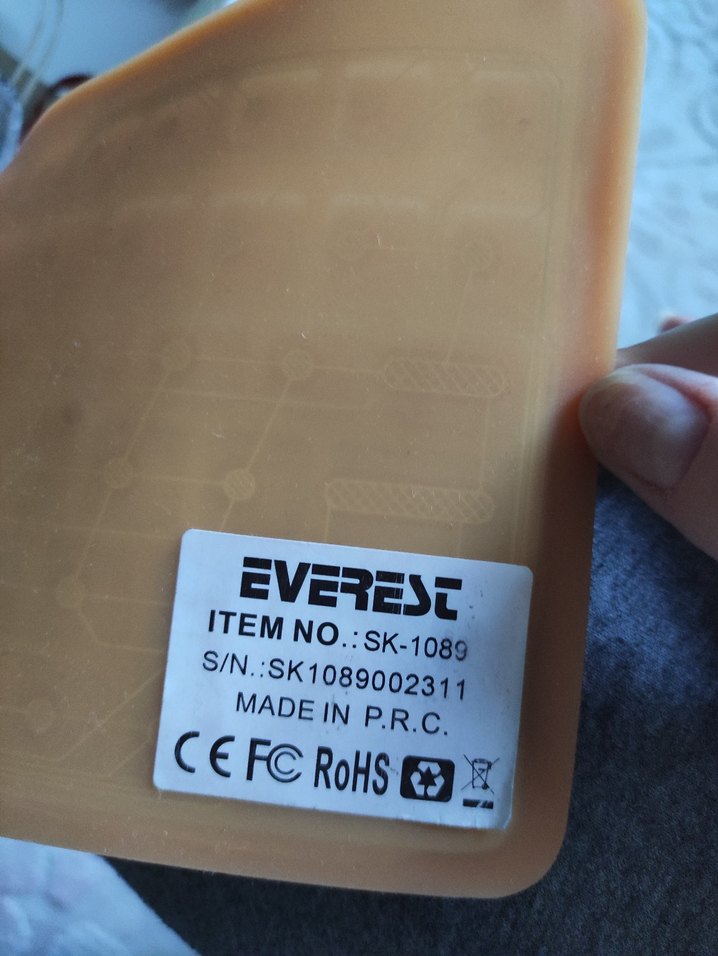 EVEREST
ITEM NO.: SK-1089
S/N.:SK1089002311
MADE IN P.R.C.
CE FC RoHS